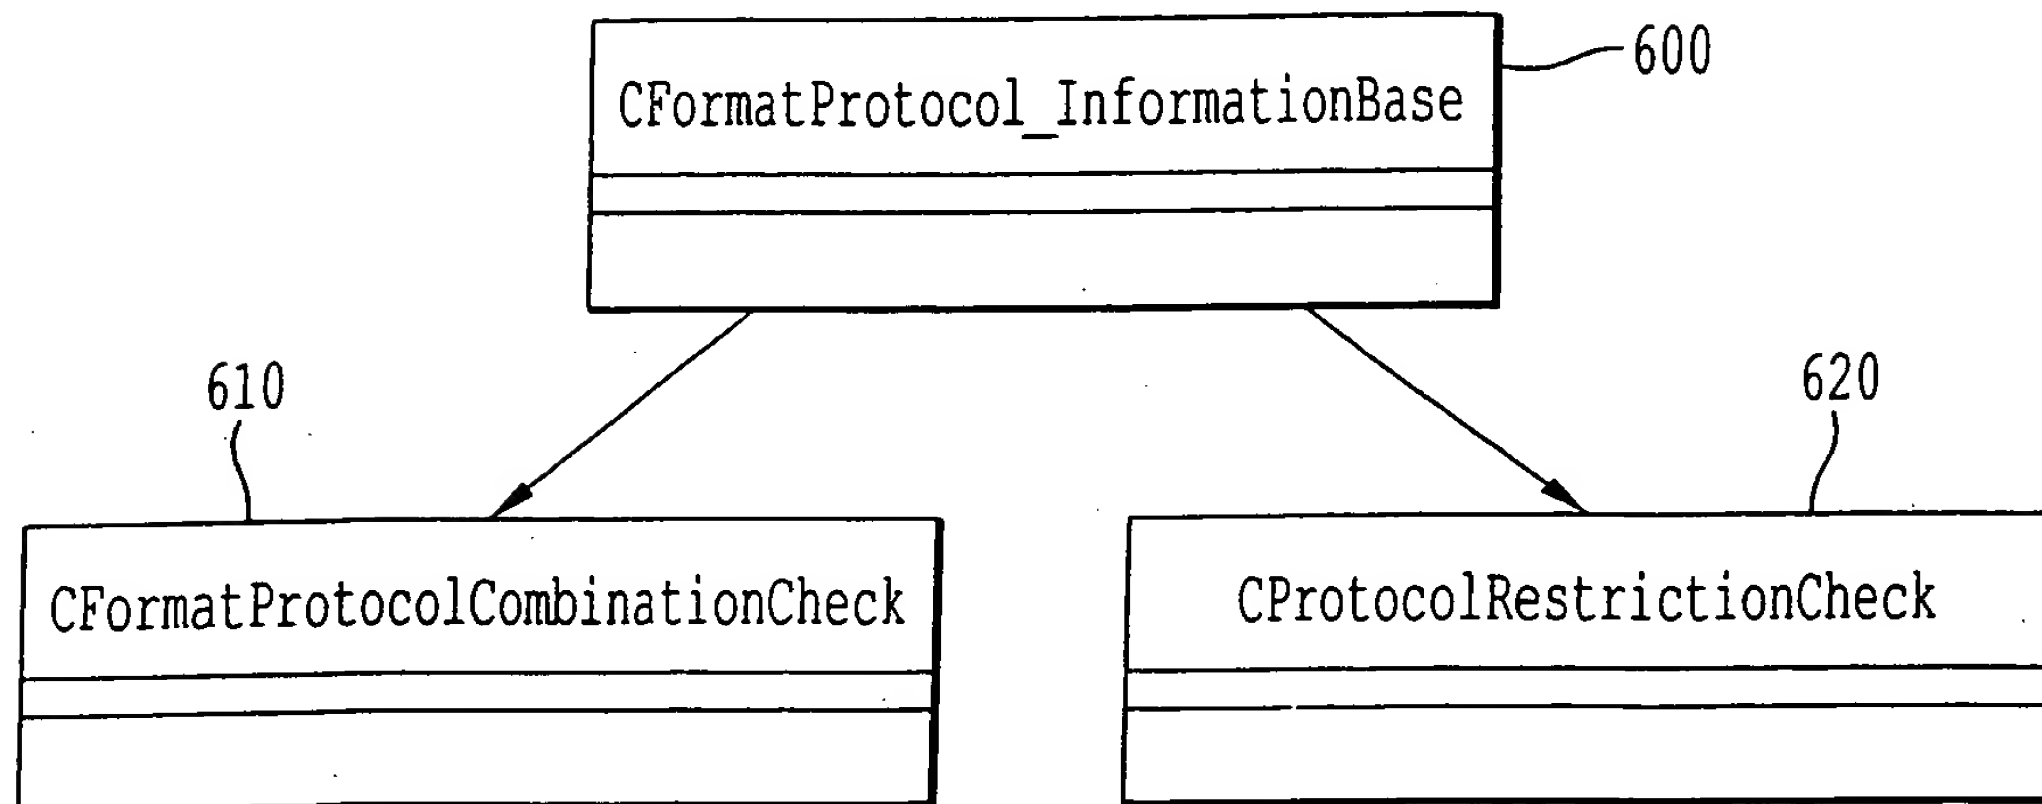 CFormatProtocol_InformationBase
600
610
620
CFormatProtocolCombinationCheck
CProtocolRestrictionCheck